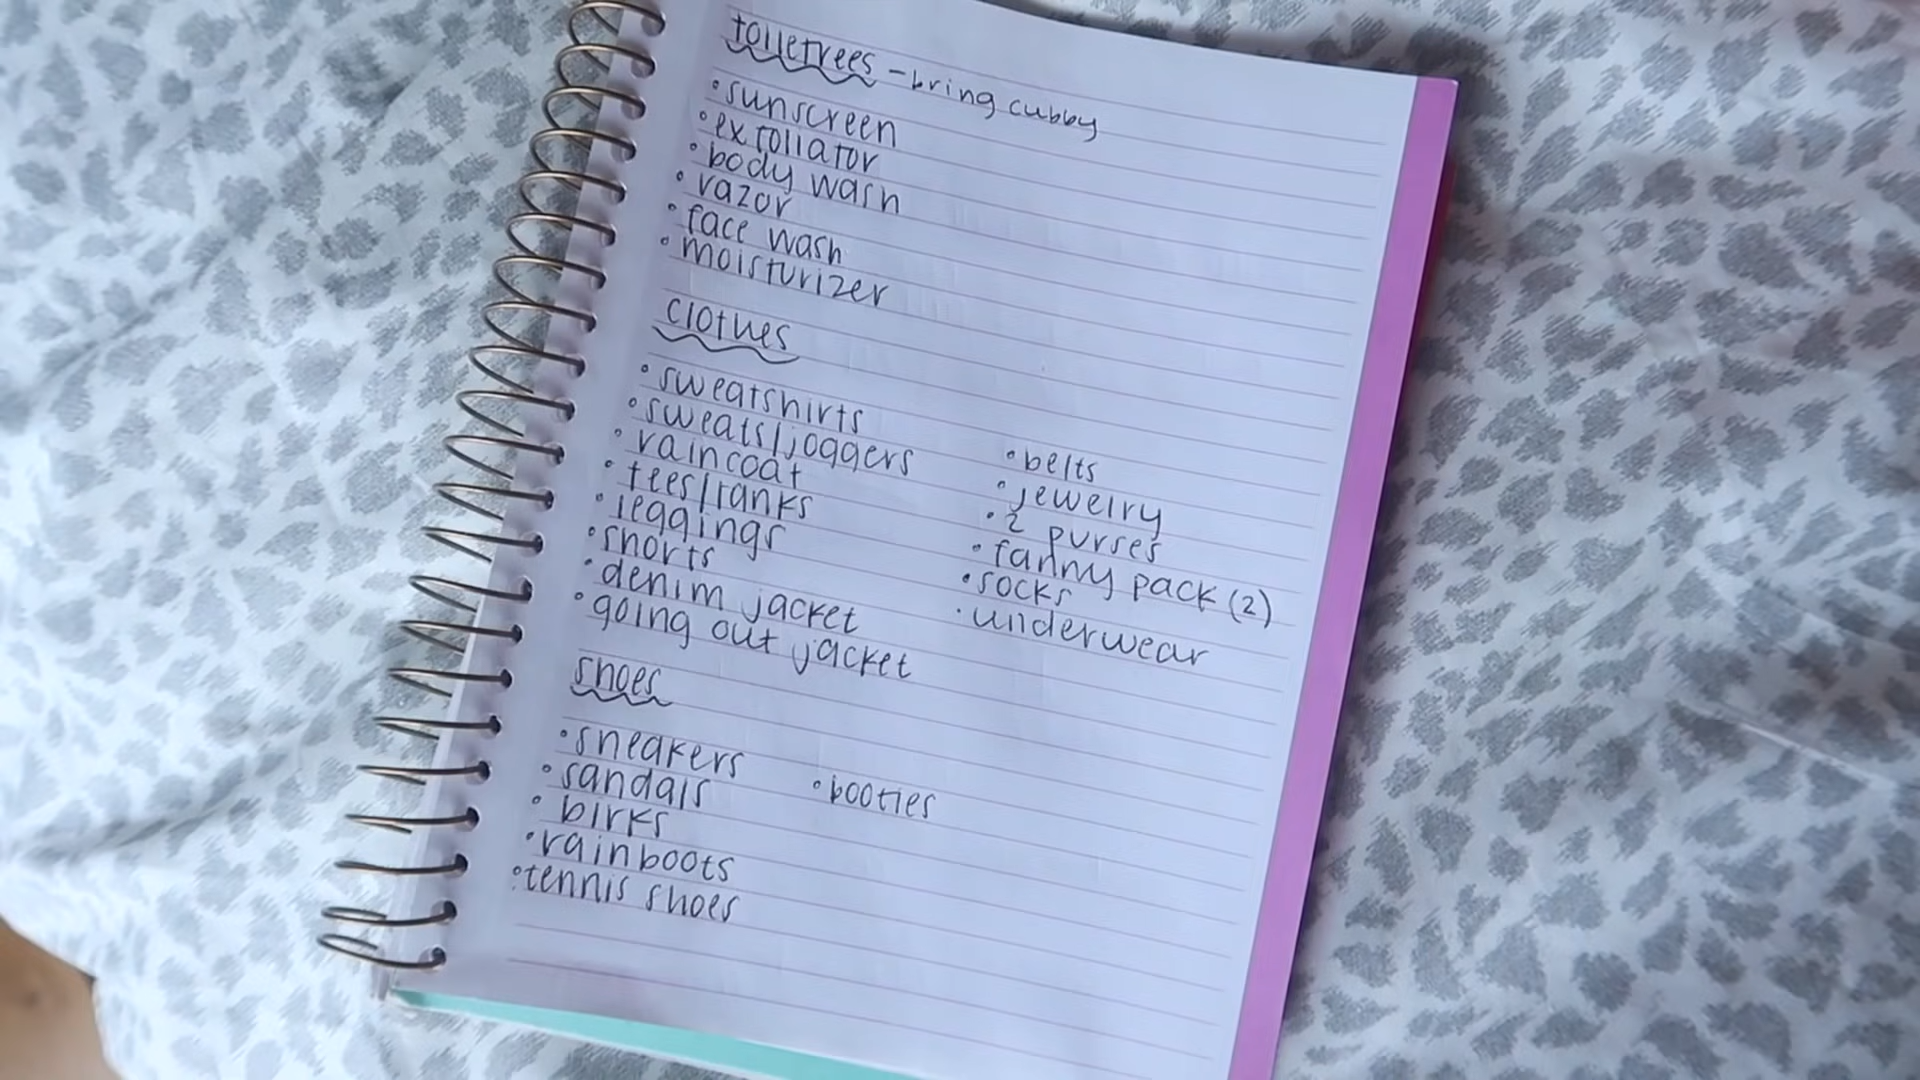 toiletrees - bring cubby
• sunscreen
• exfoliator
• body wash
• razor
• face wash
• moisturizer
clothes
• sweatshirts
• sweats/joggers
• raincoat
• tees/tanks
• leggings
• shorts
• denim jacket
• going out jacket
• belts
• jewelry
• 2 purses
• fanny pack (2)
• socks
• underwear
shoes
• sneakers
• sandals
• birks
• rainboots
• tennis shoes
• booties